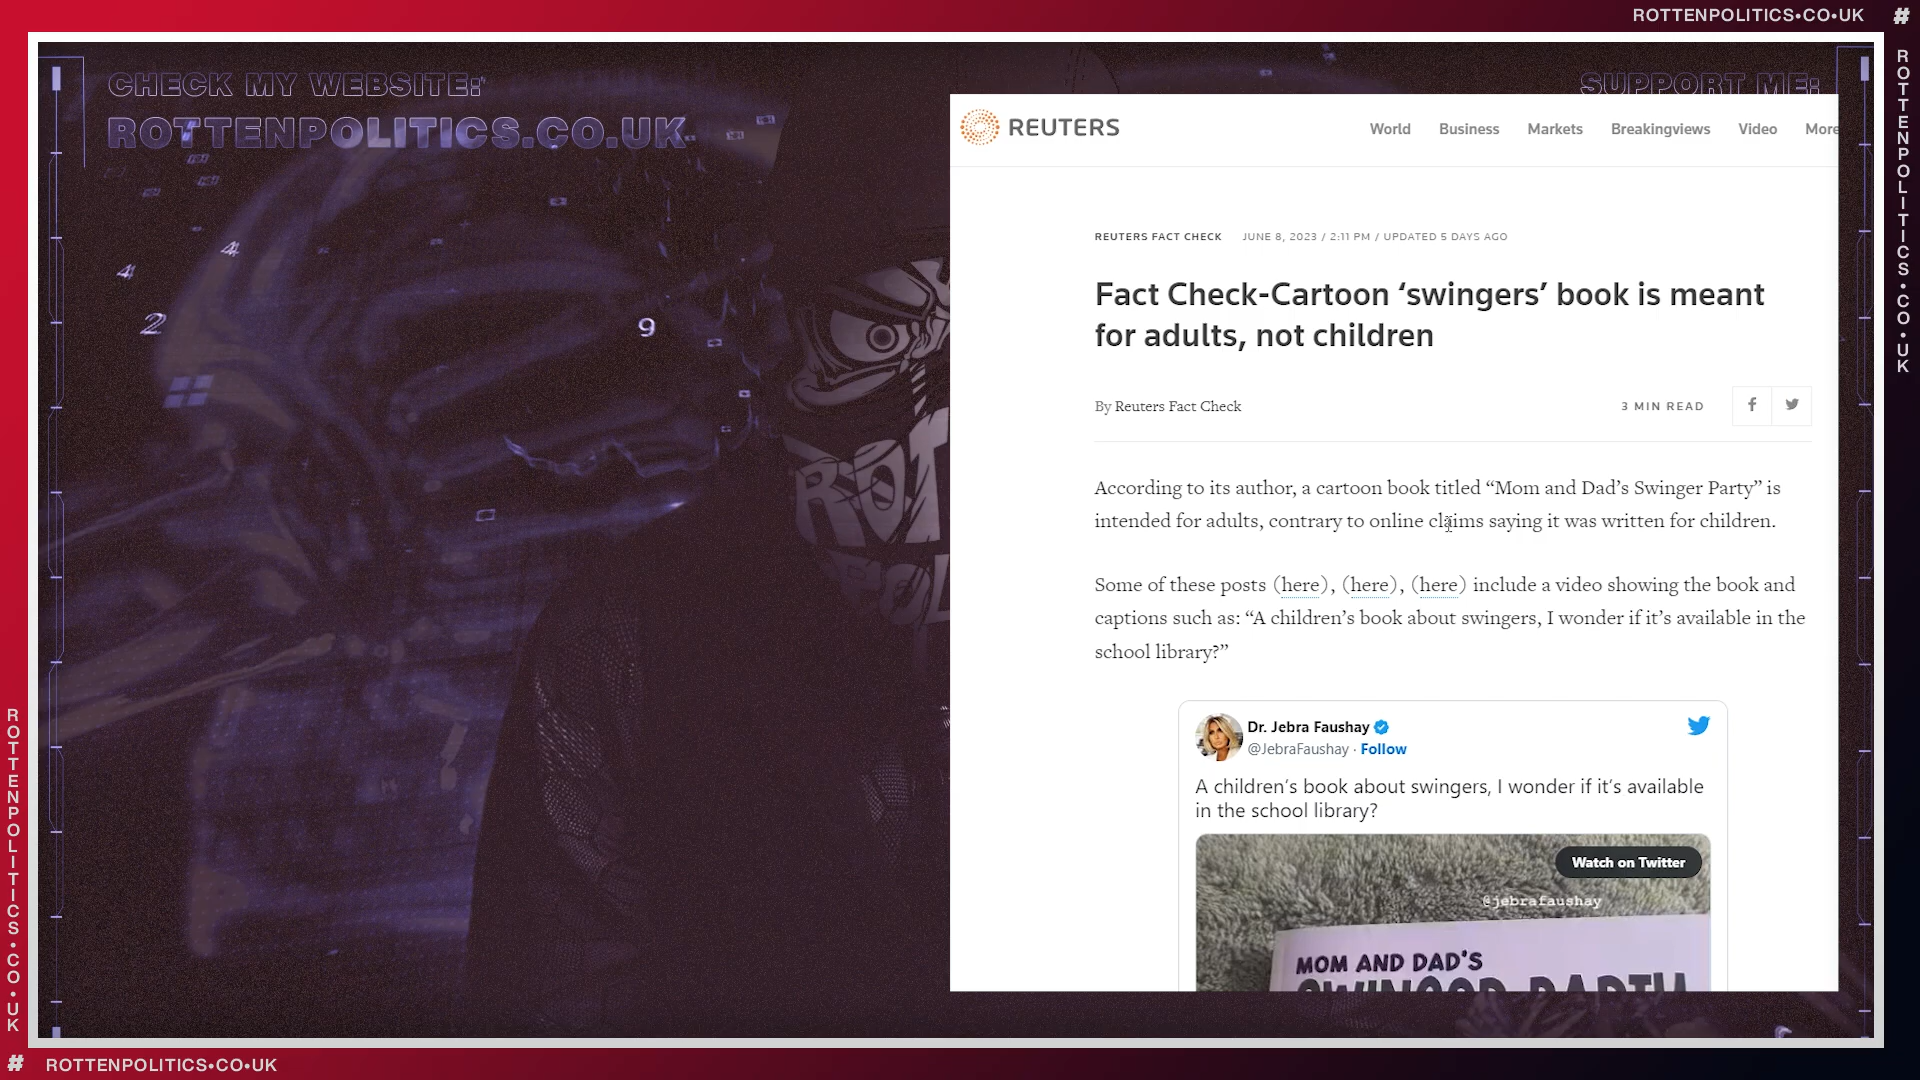 ROTTENPOLITICS•CO•UK #
ROTTENPOLITICS•CO•UK
CHECK MY WEBSITE:
ROTTENPOLITICS.CO.UK
SUPPORT ME:
4
4
2
9
REUTERS
World Business Markets Breakingviews Video More
REUTERS FACT CHECK JUNE 8, 2023 / 2:11 PM / UPDATED 5 DAYS AGO
Fact Check-Cartoon ‘swingers’ book is meant
for adults, not children
By Reuters Fact Check
3 MIN READ
According to its author, a cartoon book titled “Mom and Dad’s Swinger Party” is
intended for adults, contrary to online claims saying it was written for children.
Some of these posts (here), (here), (here) include a video showing the book and
captions such as: “A children’s book about swingers, I wonder if it’s available in the
school library?”
Dr. Jebra Faushay
@JebraFaushay · Follow
A children’s book about swingers, I wonder if it’s available
in the school library?
Watch on Twitter
@jebrafaushay
MOM AND DAD'S
ROTTENPOLITICS•CO•UK
# ROTTENPOLITICS•CO•UK